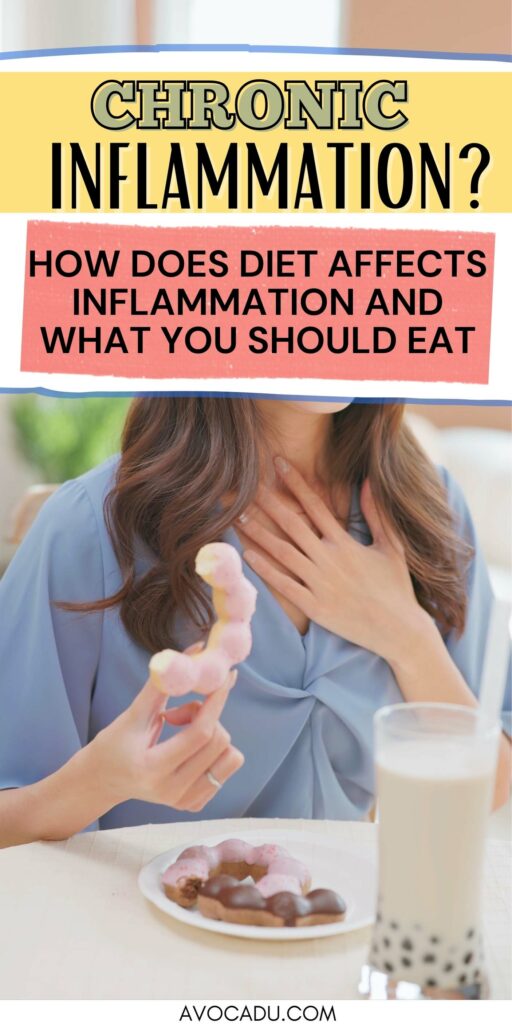 CHRONIC
INFLAMMATION?
HOW DOES DIET AFFECTS
INFLAMMATION AND
WHAT YOU SHOULD EAT
AVOCADU.COM